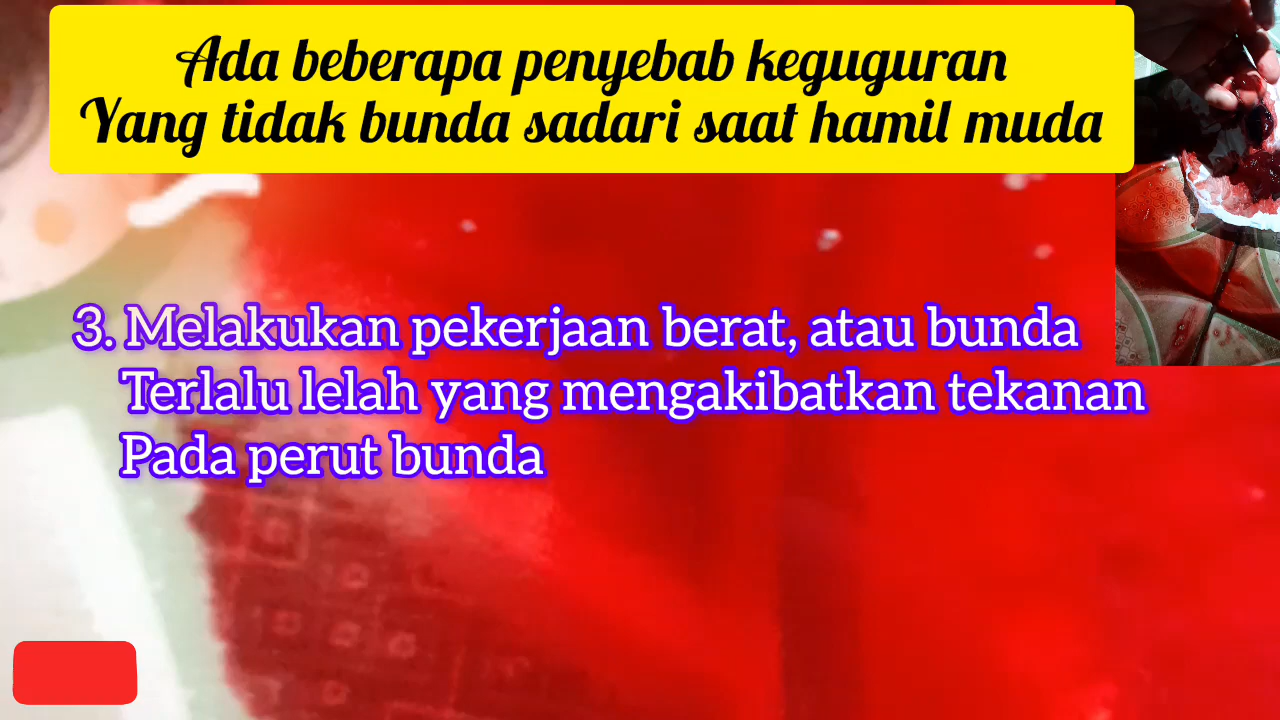 Ada beberapa penyebab keguguran
Yang tidak bunda sadari saat hamil muda
3. Melakukan pekerjaan berat, atau bunda
Terlalu lelah yang mengakibatkan tekanan
Pada perut bunda